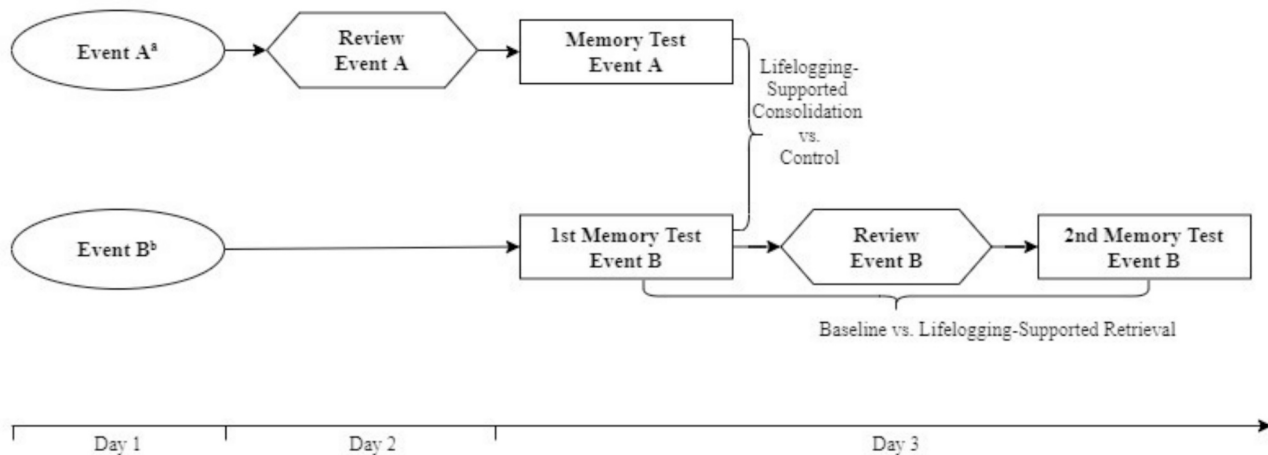 Event Aᵃ
Review
Event A
Memory Test
Event A
Lifelogging-
Supported
Consolidation
vs.
Control
Event Bᵇ
1st Memory Test
Event B
Review
Event B
2nd Memory Test
Event B
Baseline vs. Lifelogging-Supported Retrieval
Day 1
Day 2
Day 3